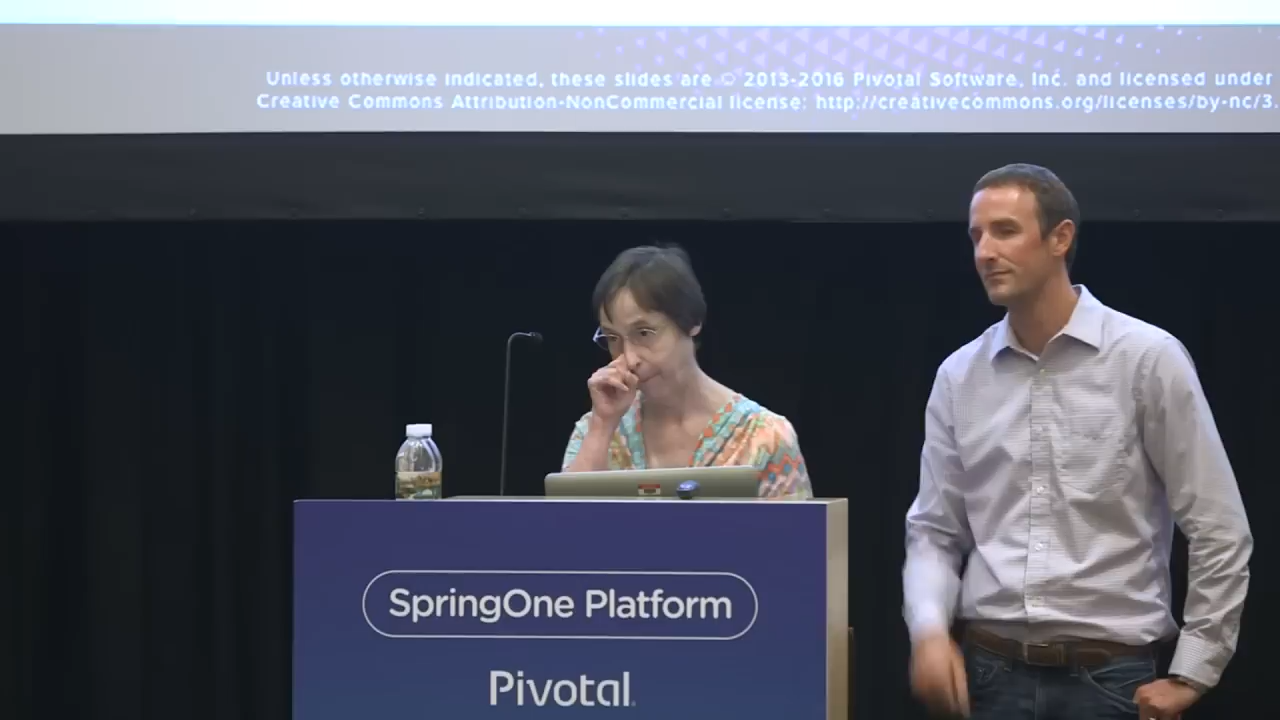 Unless otherwise indicated, these slides are © 2013-2016 Pivotal Software, Inc. and licensed under
Creative Commons Attribution-NonCommercial license: http://creativecommons.org/licenses/by-nc/3.
SpringOne Platform
Pivotal